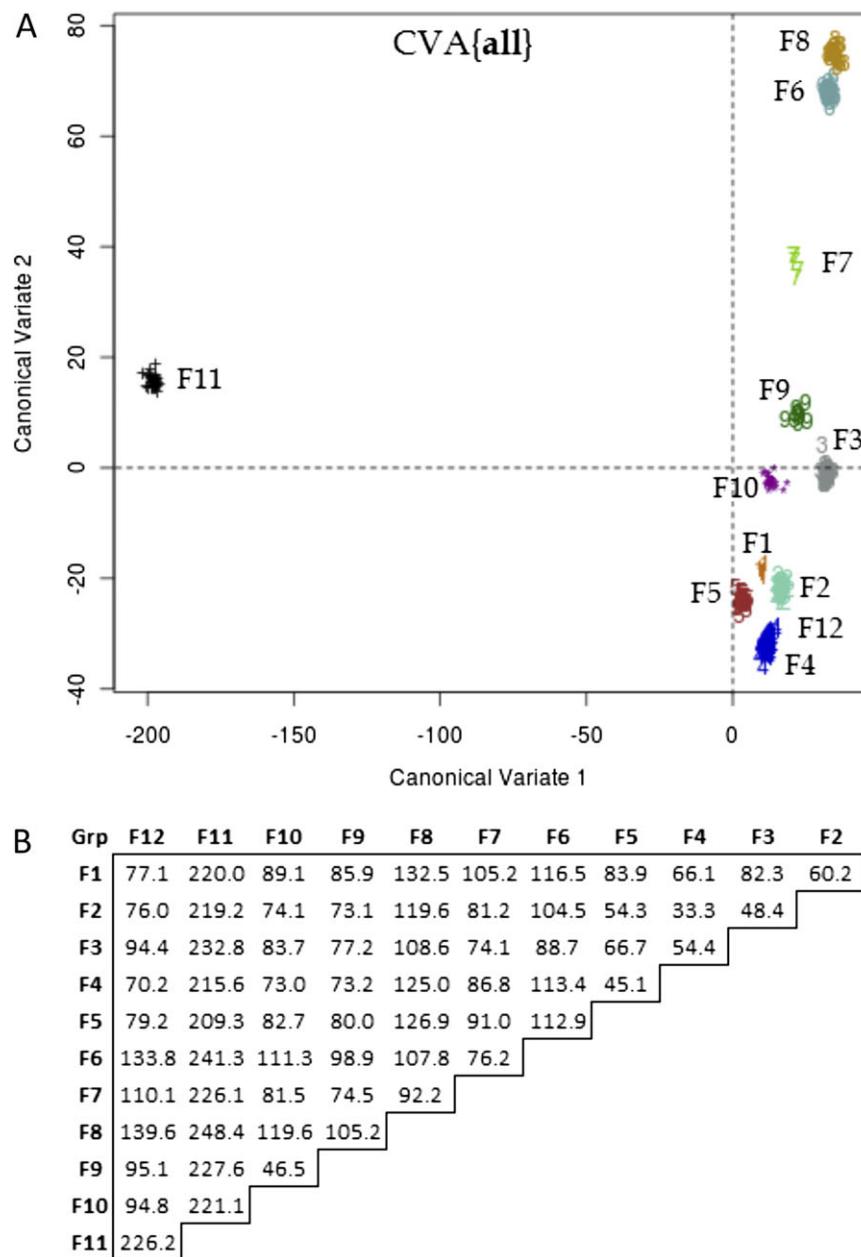 A
CVA{all}
80
60
40
20
0
-20
-40
Canonical Variate 2
F8
F6
F7
F11
F9
F3
3
F10
F1
F5
F2
F12
F4
-200
-150
-100
-50
0
Canonical Variate 1
B
Grp F12 F11 F10 F9 F8 F7 F6 F5 F4 F3 F2
F1 77.1 220.0 89.1 85.9 132.5 105.2 116.5 83.9 66.1 82.3 60.2
F2 76.0 219.2 74.1 73.1 119.6 81.2 104.5 54.3 33.3 48.4
F3 94.4 232.8 83.7 77.2 108.6 74.1 88.7 66.7 54.4
F4 70.2 215.6 73.0 73.2 125.0 86.8 113.4 45.1
F5 79.2 209.3 82.7 80.0 126.9 91.0 112.9
F6 133.8 241.3 111.3 98.9 107.8 76.2
F7 110.1 226.1 81.5 74.5 92.2
F8 139.6 248.4 119.6 105.2
F9 95.1 227.6 46.5
F10 94.8 221.1
F11 226.2